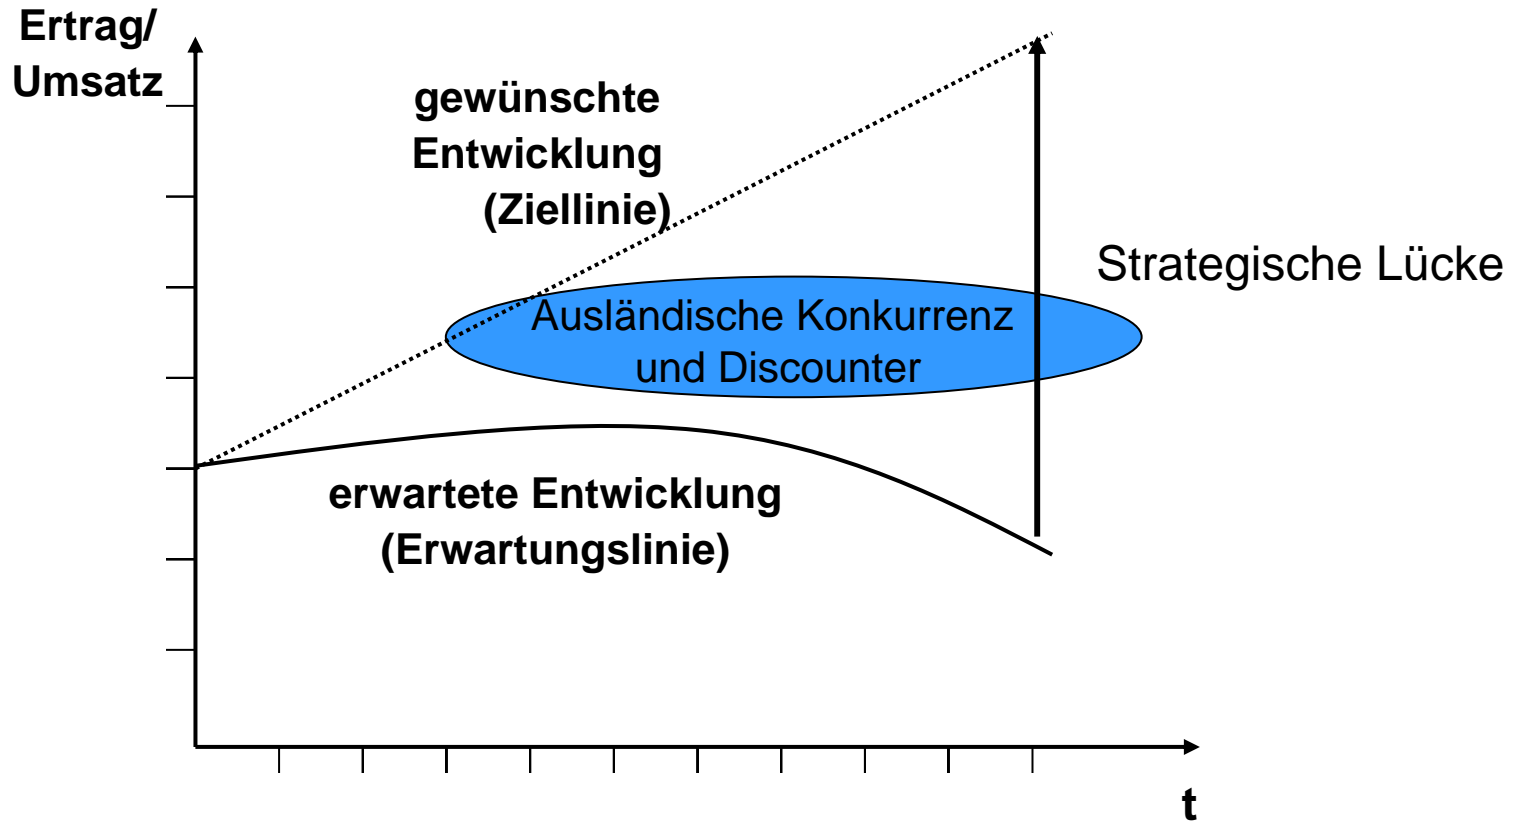 Ertrag/
Umsatz
gewünschte
Entwicklung
(Ziellinie)
Strategische Lücke
Ausländische Konkurrenz
und Discounter
erwartete Entwicklung
(Erwartungslinie)
t